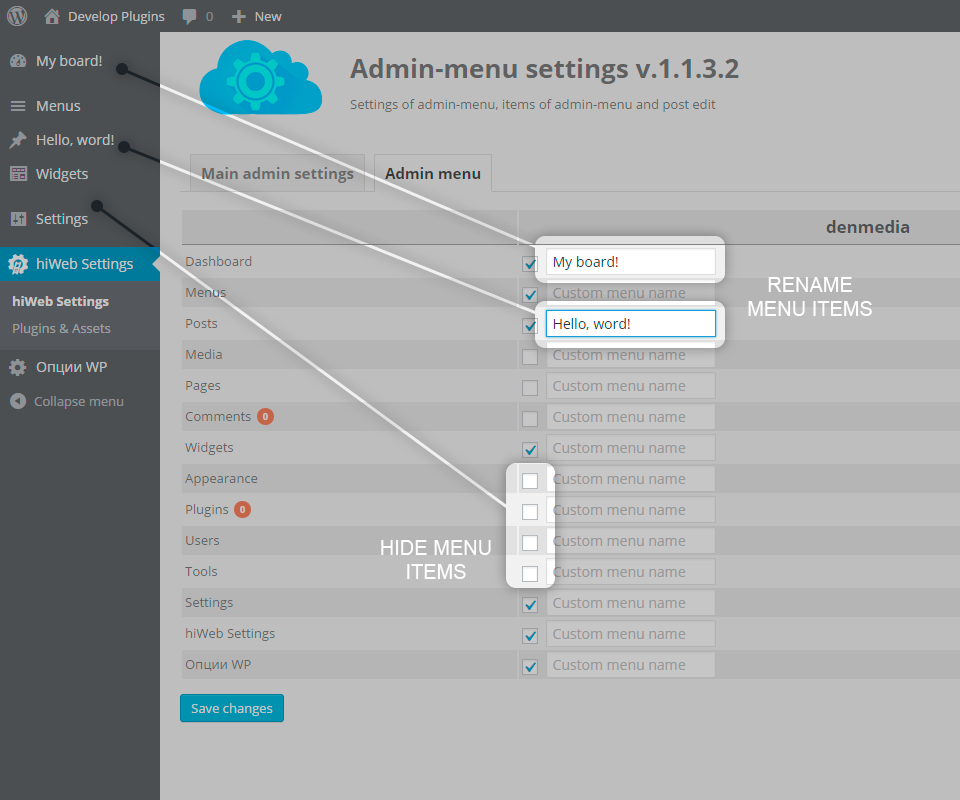 Develop Plugins 0 New
My board!
Menus
Hello, word!
Widgets
Settings
hiWeb Settings
hiWeb Settings
Plugins & Assets
Опции WP
Collapse menu
Admin-menu settings v.1.1.3.2
Settings of admin-menu, items of admin-menu and post edit
Main admin settings Admin menu
denmedia
Dashboard My board!
Menus Custom menu name
Posts Hello, word!
Media Custom menu name
Pages Custom menu name
Comments 0 Custom menu name
Widgets Custom menu name
Appearance Custom menu name
Plugins 0 Custom menu name
Users Custom menu name
Tools Custom menu name
Settings Custom menu name
hiWeb Settings Custom menu name
Опции WP Custom menu name
RENAME
MENU ITEMS
HIDE MENU
ITEMS
Save changes